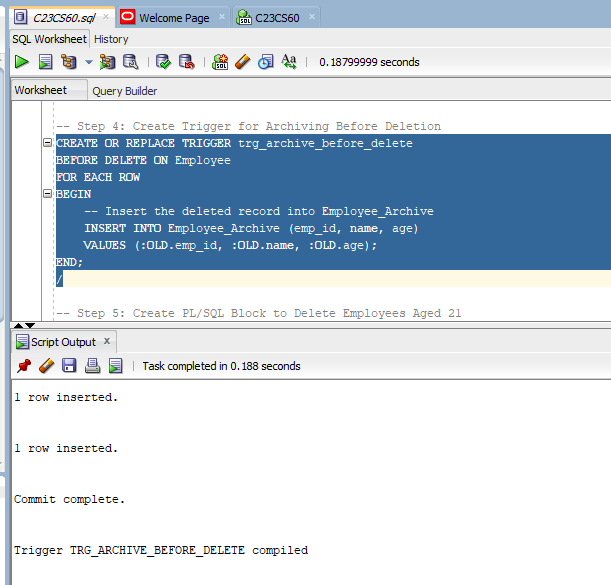 C23CS60.sql
Welcome Page
C23CS60
SQL Worksheet History
0.18799999 seconds
Worksheet
Query Builder
-- Step 4: Create Trigger for Archiving Before Deletion
CREATE OR REPLACE TRIGGER trg_archive_before_delete
BEFORE DELETE ON Employee
FOR EACH ROW
BEGIN
-- Insert the deleted record into Employee_Archive
INSERT INTO Employee_Archive (emp_id, name, age)
VALUES (:OLD.emp_id, :OLD.name, :OLD.age);
END;
/
-- Step 5: Create PL/SQL Block to Delete Employees Aged 21
Script Output
Task completed in 0.188 seconds
1 row inserted.
1 row inserted.
Commit complete.
Trigger TRG_ARCHIVE_BEFORE_DELETE compiled